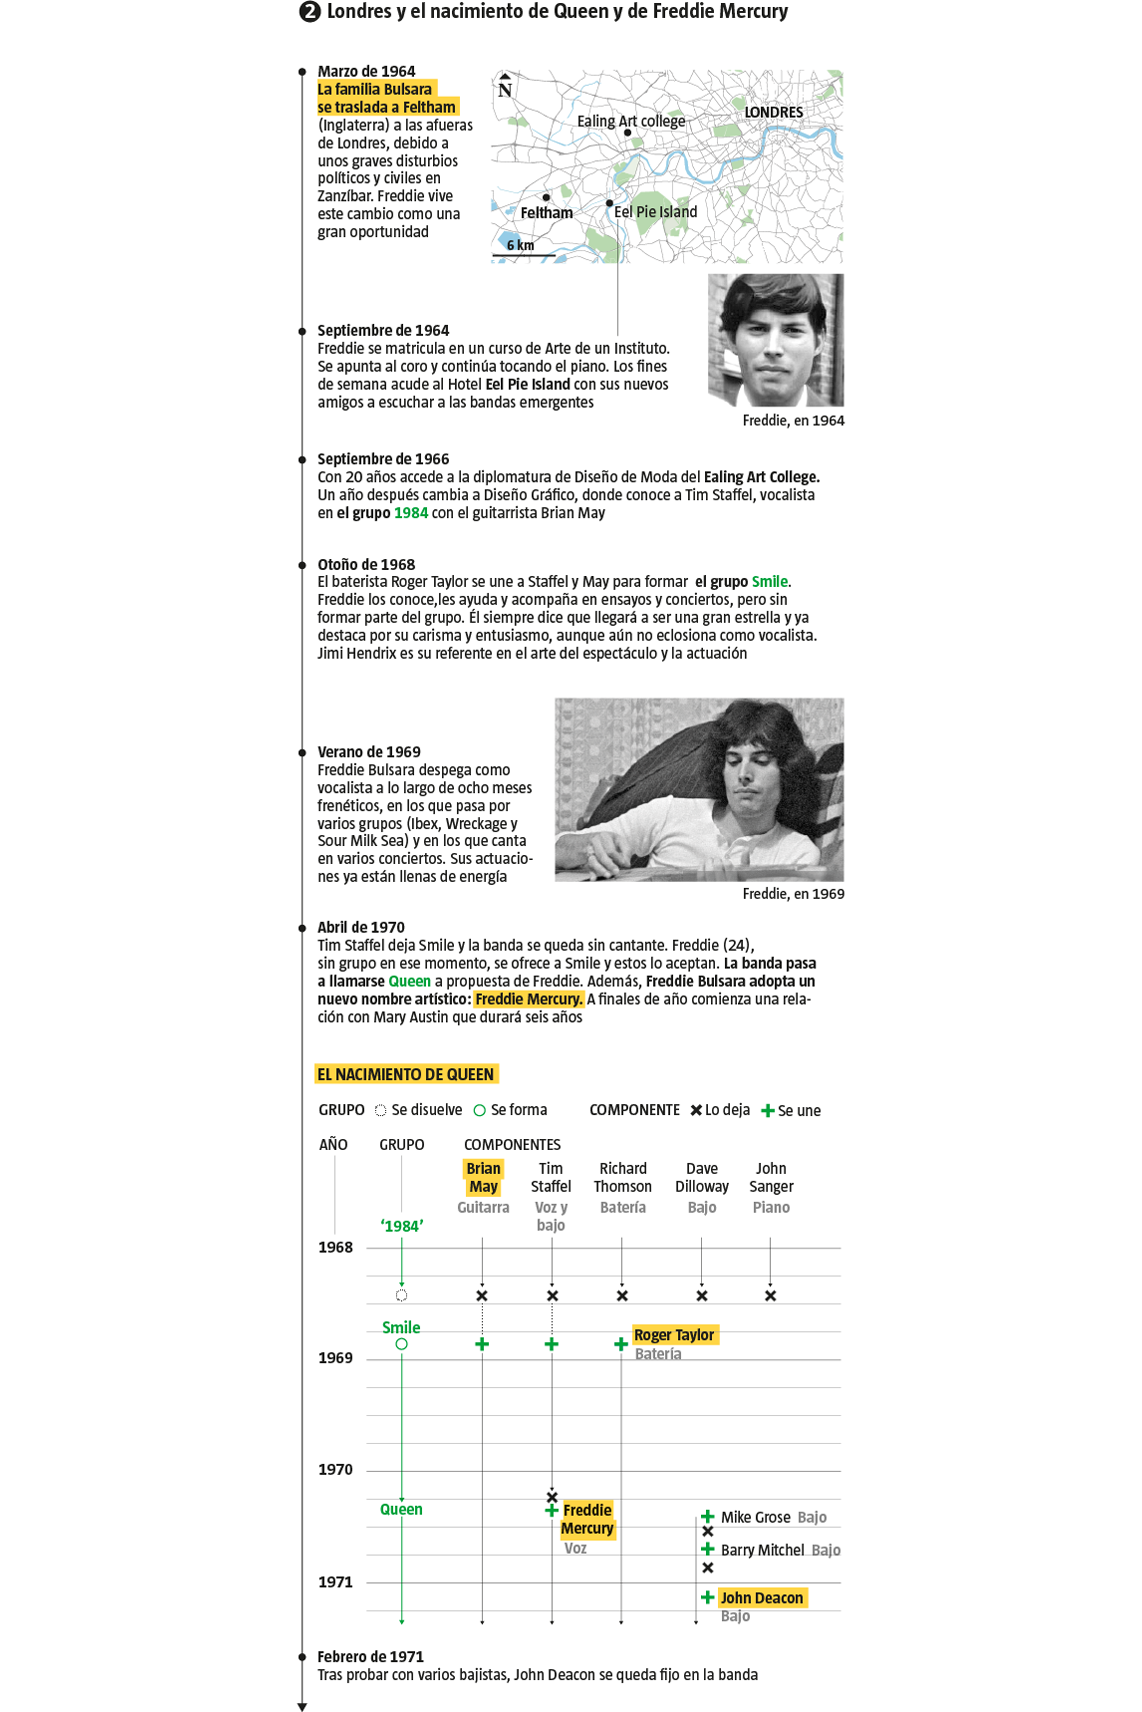 2 Londres y el nacimiento de Queen y de Freddie Mercury
Marzo de 1964
La familia Bulsara
se traslada a Feltham
(Inglaterra) a las afueras
de Londres, debido a
unos graves disturbios
políticos y civiles en
Zanzíbar. Freddie vive
este cambio como una
gran oportunidad
N
LONDRES
Ealing Art college
Feltham
Eel Pie Island
6 km
Septiembre de 1964
Freddie se matricula en un curso de Arte de un Instituto.
Se apunta al coro y continúa tocando el piano. Los fines
de semana acude al Hotel Eel Pie Island con sus nuevos
amigos a escuchar a las bandas emergentes
Freddie, en 1964
Septiembre de 1966
Con 20 años accede a la diplomatura de Diseño de Moda del Ealing Art College.
Un año después cambia a Diseño Gráfico, donde conoce a Tim Staffel, vocalista
en el grupo 1984 con el guitarrista Brian May
Otoño de 1968
El baterista Roger Taylor se une a Staffel y May para formar el grupo Smile.
Freddie los conoce,les ayuda y acompaña en ensayos y conciertos, pero sin
formar parte del grupo. Él siempre dice que llegará a ser una gran estrella y ya
destaca por su carisma y entusiasmo, aunque aún no eclosiona como vocalista.
Jimi Hendrix es su referente en el arte del espectáculo y la actuación
Verano de 1969
Freddie Bulsara despega como
vocalista a lo largo de ocho meses
frenéticos, en los que pasa por
varios grupos (Ibex, Wreckage y
Sour Milk Sea) y en los que canta
en varios conciertos. Sus actuacio-
nes ya están llenas de energía
Freddie, en 1969
Abril de 1970
Tim Staffel deja Smile y la banda se queda sin cantante. Freddie (24),
sin grupo en ese momento, se ofrece a Smile y estos lo aceptan. La banda pasa
a llamarse Queen a propuesta de Freddie. Además, Freddie Bulsara adopta un
nuevo nombre artístico: Freddie Mercury. A finales de año comienza una rela-
ción con Mary Austin que durará seis años
EL NACIMIENTO DE QUEEN
GRUPO Se disuelve Se forma COMPONENTE Lo deja Se une
AÑO GRUPO COMPONENTES
Brian Tim Richard Dave John
May Staffel Thomson Dilloway Sanger
Guitarra Voz y Batería Bajo Piano
bajo
‘1984’
1968
Smile
Roger Taylor
Batería
1969
1970
Queen
Freddie
Mercury
Voz
Mike Grose Bajo
Barry Mitchel Bajo
1971
John Deacon
Bajo
Febrero de 1971
Tras probar con varios bajistas, John Deacon se queda fijo en la banda